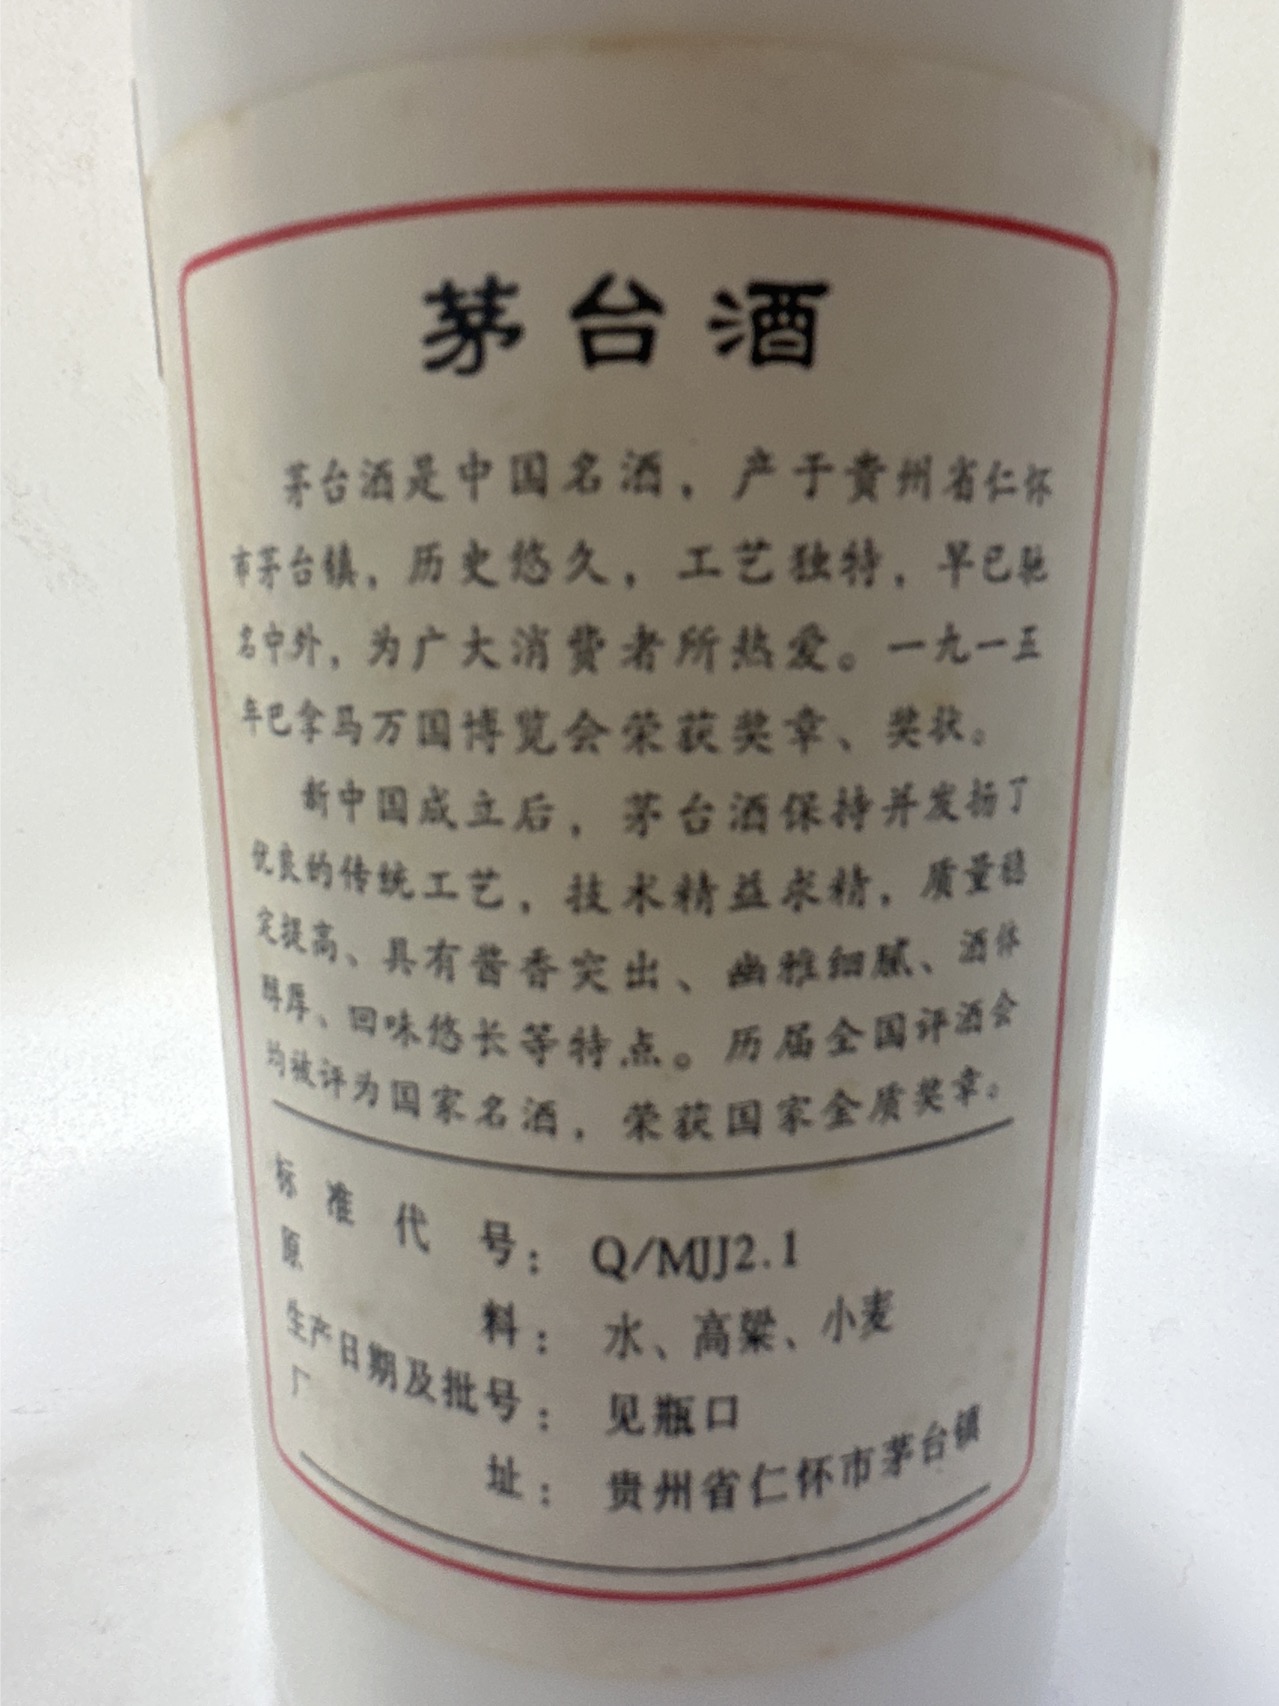 茅台酒
茅台酒是中国名酒，产于贵州省仁怀
市茅台镇，历史悠久，工艺独特，早已驰
名中外，为广大消费者所热爱。一九一五
年巴拿马万国博览会荣获奖章、奖状。
新中国成立后，茅台酒保持并发扬了
优良的传统工艺，技术精益求精，质量稳
定提高、具有酱香突出、幽雅细腻、酒体
醇厚、回味悠长等特点。历届全国评酒会
均被评为国家名酒，荣获国家金质奖章。
标准代号：Q/MJJ2.1
原料：水、高粱、小麦
生产日期及批号：见瓶口
厂址：贵州省仁怀市茅台镇